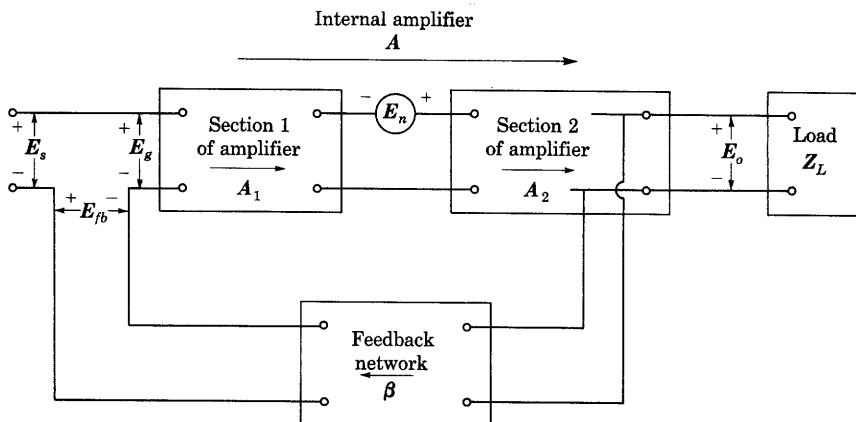 Internal amplifier
A
+ − + −
E_s
+ − E_g
Section 1
of amplifier
A_1
− E_n +
Section 2
of amplifier
A_2
+ E_o −
Load
Z_L
+ E_fb −
Feedback
network
β